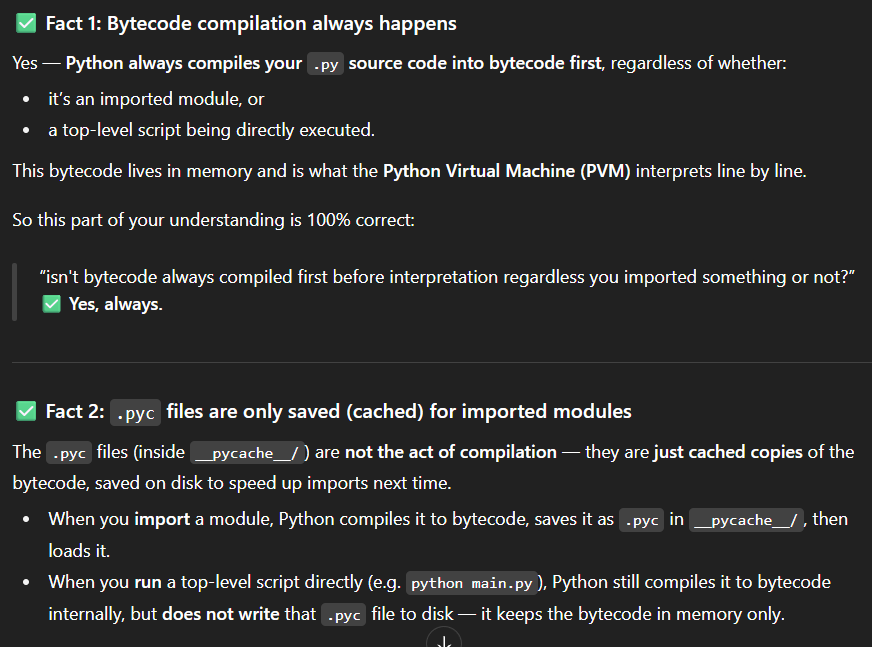 ✅ Fact 1: Bytecode compilation always happens
Yes — Python always compiles your .py source code into bytecode first, regardless of whether:
• it's an imported module, or
• a top-level script being directly executed.
This bytecode lives in memory and is what the Python Virtual Machine (PVM) interprets line by line.
So this part of your understanding is 100% correct:
“isn't bytecode always compiled first before interpretation regardless you imported something or not?”
✅ Yes, always.
✅ Fact 2: .pyc files are only saved (cached) for imported modules
The .pyc files (inside __pycache__/) are not the act of compilation — they are just cached copies of the
bytecode, saved on disk to speed up imports next time.
• When you import a module, Python compiles it to bytecode, saves it as .pyc in __pycache__/, then
loads it.
• When you run a top-level script directly (e.g. python main.py), Python still compiles it to bytecode
internally, but does not write that .pyc file to disk — it keeps the bytecode in memory only.